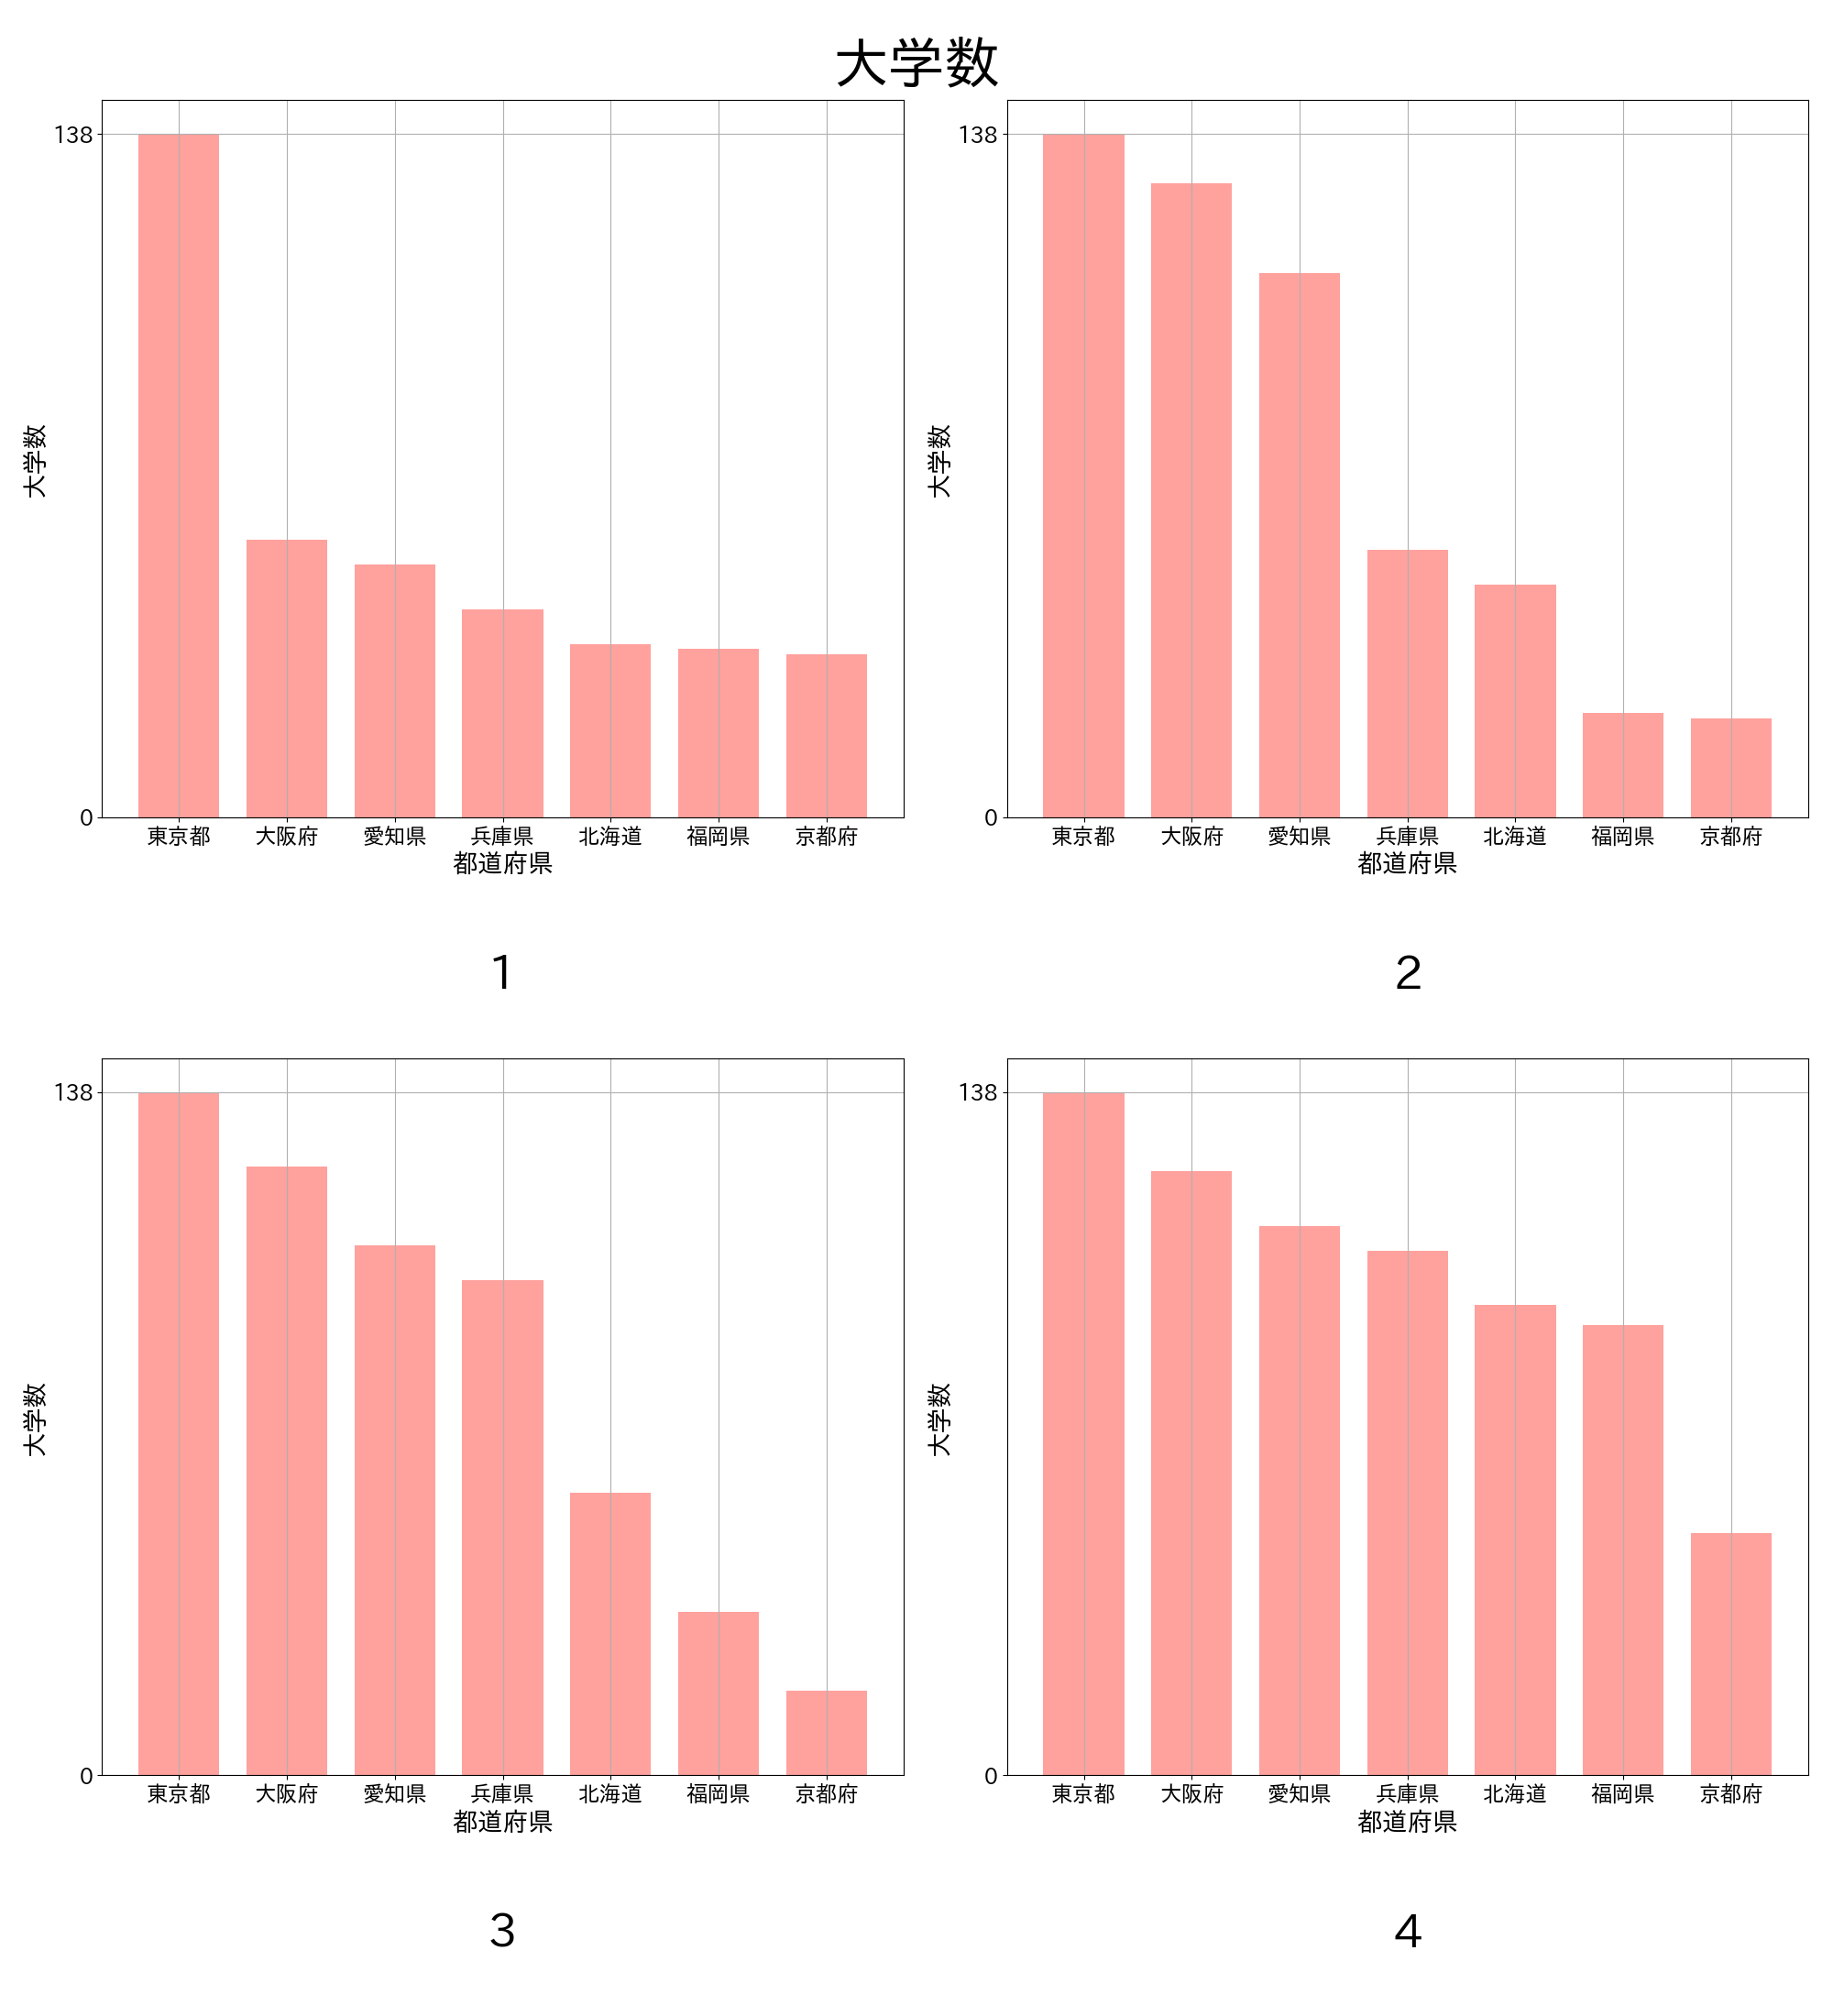 大学数
138
0
大学数
東京都 大阪府 愛知県 兵庫県 北海道 福岡県 京都府
都道府県
1
138
0
大学数
東京都 大阪府 愛知県 兵庫県 北海道 福岡県 京都府
都道府県
2
138
0
大学数
東京都 大阪府 愛知県 兵庫県 北海道 福岡県 京都府
都道府県
3
138
0
大学数
東京都 大阪府 愛知県 兵庫県 北海道 福岡県 京都府
都道府県
4